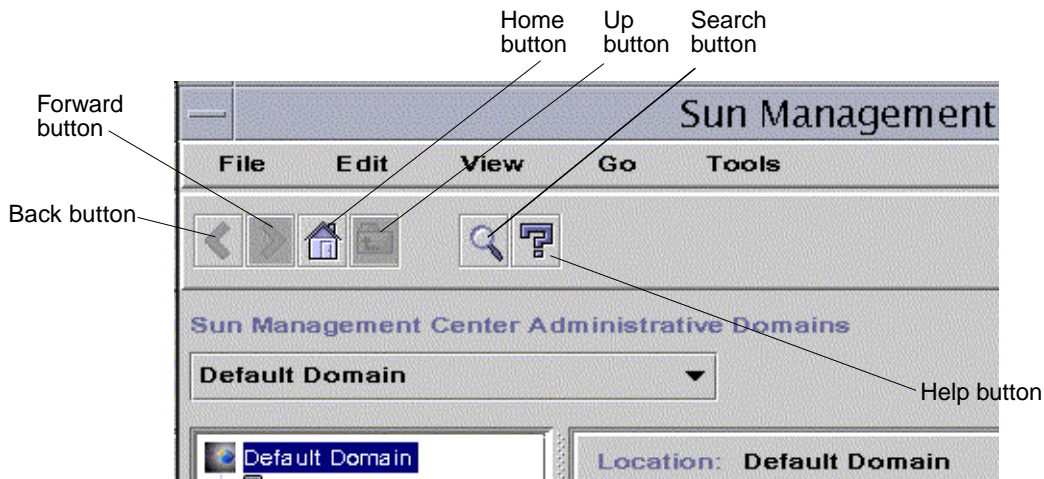 Home
button
Up
button
Search
button
Forward
button
Back button
Sun Management
File Edit View Go Tools
Sun Management Center Administrative Domains
Default Domain
Help button
Default Domain
Location: Default Domain